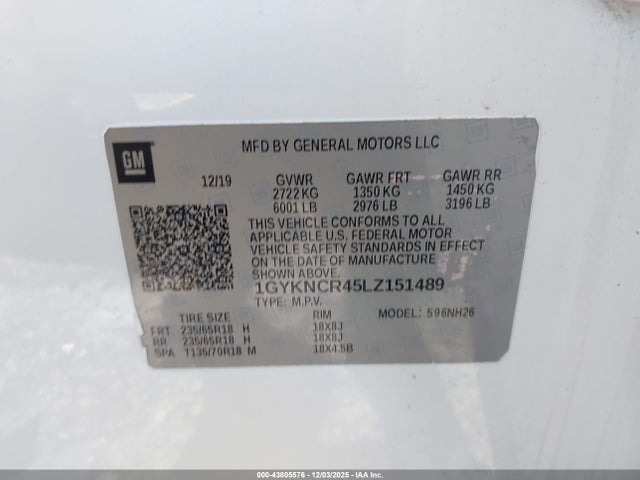 GM
MFD BY GENERAL MOTORS LLC
12/19 GVWR GAWR FRT GAWR RR
2722 KG 1350 KG 1450 KG
6001 LB 2976 LB 3196 LB
THIS VEHICLE CONFORMS TO ALL
APPLICABLE U.S. FEDERAL MOTOR
VEHICLE SAFETY STANDARDS IN EFFECT
ON THE DATE OF MANUFACTURE
SHOWN ABOVE.
1GYKNCR45LZ151489
TYPE: M.P.V. MODEL: 596NH26
TIRE SIZE RIM
FRT 235/65R18 H 18X8J
RR 235/65R18 H 18X8J
SPA T135/70R18 M 18X4.5B
000-43805576 - 12/03/2025 - IAAI.COM